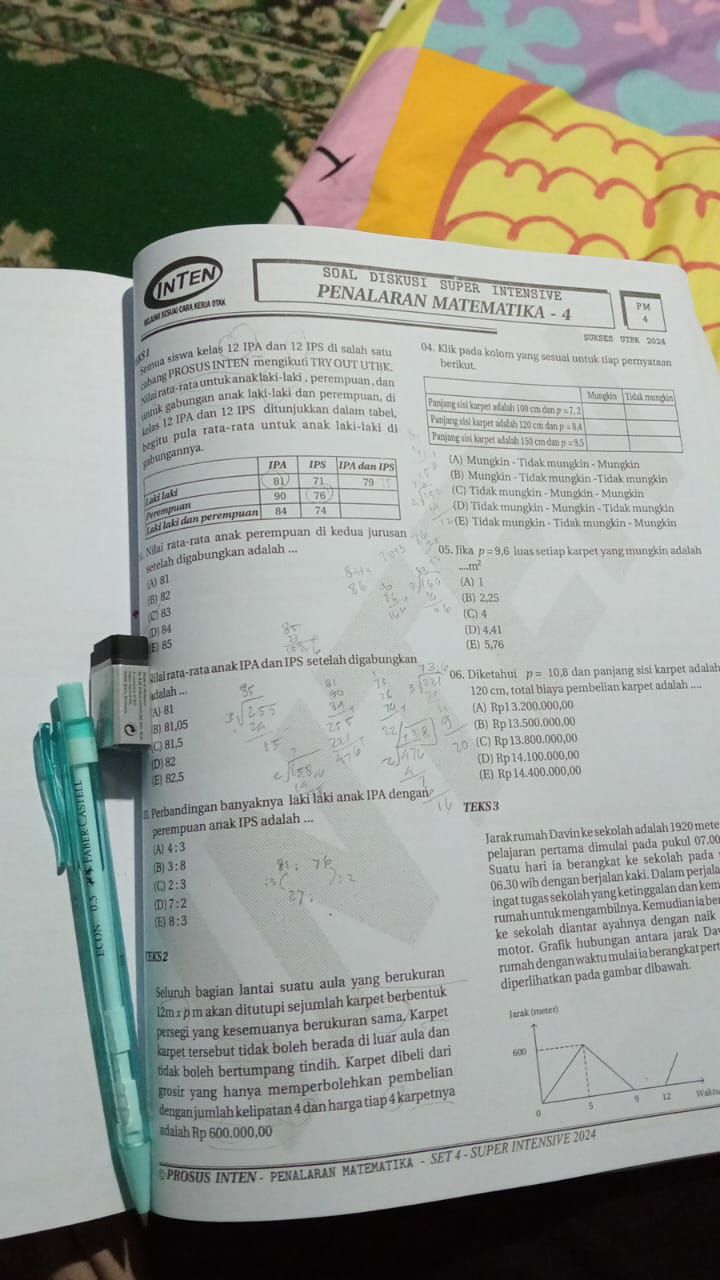 INTEN
BELAJAR SESUAI CARA KERJA OTAK
SOAL DISKUSI SUPER INTENSIVE
PENALARAN MATEMATIKA - 4
PM
4
SUKSES UTBK 2024
Semua siswa kelas 12 IPA dan 12 IPS di salah satu
cabang PROSUS INTEN mengikuti TRY OUT UTBK.
Nilai rata-rata untuk anak laki-laki , perempuan, dan
untuk gabungan anak laki-laki dan perempuan, di
kelas 12 IPA dan 12 IPS ditunjukkan dalam tabel,
begitu pula rata-rata untuk anak laki-laki di
gabungannya.
IPA IPS IPA dan IPS
Laki laki 81 71 79
Perempuan 90 76
Laki laki dan perempuan 84 74
Nilai rata-rata anak perempuan di kedua jurusan
setelah digabungkan adalah ...
(A) 81
(B) 82
(C) 83
(D) 84
(E) 85
Nilai rata-rata anak IPA dan IPS setelah digabungkan
adalah ...
(A) 81
(B) 81,05
(C) 81,5
(D) 82
(E) 82,5
Perbandingan banyaknya laki laki anak IPA dengan
perempuan anak IPS adalah ...
(A) 4 : 3
(B) 3 : 8
(C) 2 : 3
(D) 7 : 2
(E) 8 : 3
TEKS 2
Seluruh bagian lantai suatu aula yang berukuran
12m x p m akan ditutupi sejumlah karpet berbentuk
persegi yang kesemuanya berukuran sama. Karpet
karpet tersebut tidak boleh berada di luar aula dan
tidak boleh bertumpang tindih. Karpet dibeli dari
grosir yang hanya memperbolehkan pembelian
dengan jumlah kelipatan 4 dan harga tiap 4 karpetnya
adalah Rp 600.000,00
04. Klik pada kolom yang sesuai untuk tiap pernyataan
berikut.
Mungkin Tidak mungkin
Panjang sisi karpet adalah 100 cm dan p = 7,2
Panjang sisi karpet adalah 120 cm dan p = 8,4
Panjang sisi karpet adalah 150 cm dan p = 9,5
(A) Mungkin - Tidak mungkin - Mungkin
(B) Mungkin - Tidak mungkin -Tidak mungkin
(C) Tidak mungkin - Mungkin - Mungkin
(D) Tidak mungkin - Mungkin - Tidak mungkin
(E) Tidak mungkin - Tidak mungkin - Mungkin
05. Jika p = 9,6 luas setiap karpet yang mungkin adalah
....m²
(A) 1
(B) 2,25
(C) 4
(D) 4,41
(E) 5,76
06. Diketahui p = 10,8 dan panjang sisi karpet adalah
120 cm, total biaya pembelian karpet adalah ....
(A) Rp13.200.000,00
(B) Rp 13.500.000,00
(C) Rp 13.800.000,00
(D) Rp 14.100.000,00
(E) Rp 14.400.000,00
TEKS 3
Jarak rumah Davin ke sekolah adalah 1920 mete
pelajaran pertama dimulai pada pukul 07.00
Suatu hari ia berangkat ke sekolah pada
06.30 wib dengan berjalan kaki. Dalam perjala
ingat tugas sekolah yang ketinggalan dan kem
rumah untuk mengambilnya. Kemudian ia ber
ke sekolah diantar ayahnya dengan naik
motor. Grafik hubungan antara jarak Da
rumah dengan waktu mulai ia berangkat pert
diperlihatkan pada gambar dibawah.
Jarak (meter)
600
0 5 9 12 Waktu
©PROSUS INTEN - PENALARAN MATEMATIKA - SET 4 - SUPER INTENSIVE 2024
ECON 0.5 FABER-CASTELL